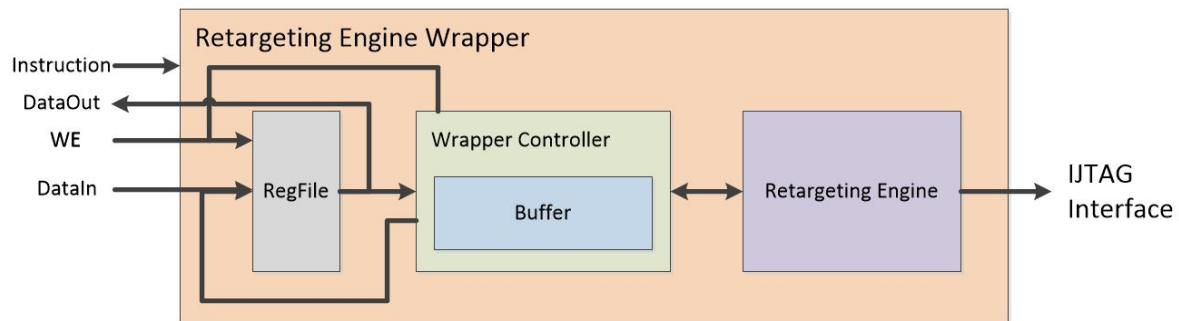 Retargeting Engine Wrapper
Instruction
DataOut
WE
DataIn
RegFile
Wrapper Controller
Buffer
Retargeting Engine
IJTAG
Interface